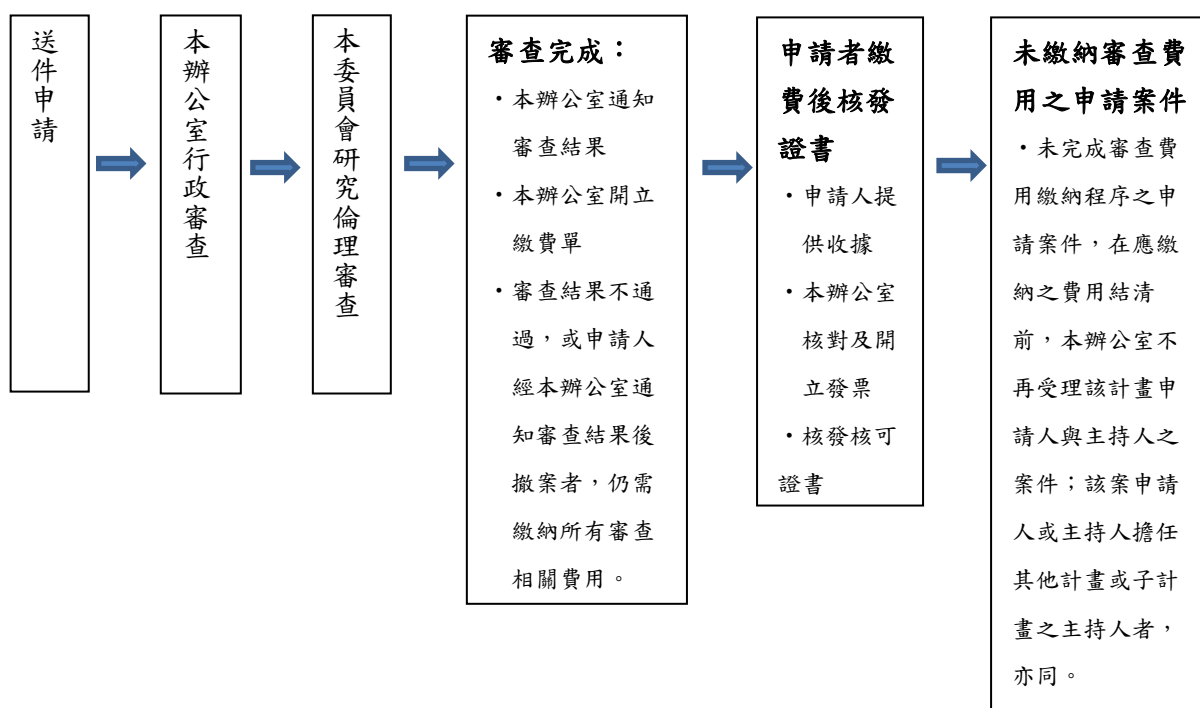 送件申請
本辦公室行政審查
本委員會研究倫理審查
審查完成：
・本辦公室通知
審查結果
・本辦公室開立
繳費單
・審查結果不通
過，或申請人
經本辦公室通
知審查結果後
撤案者，仍需
繳納所有審查
相關費用。
申請者繳
費後核發
證書
・申請人提
供收據
・本辦公室
核對及開
立發票
・核發核可
證書
未繳納審查費
用之申請案件
・未完成審查費
用繳納程序之申
請案件，在應繳
納之費用結清
前，本辦公室不
再受理該計畫申
請人與主持人之
案件；該案申請
人或主持人擔任
其他計畫或子計
畫之主持人者，
亦同。